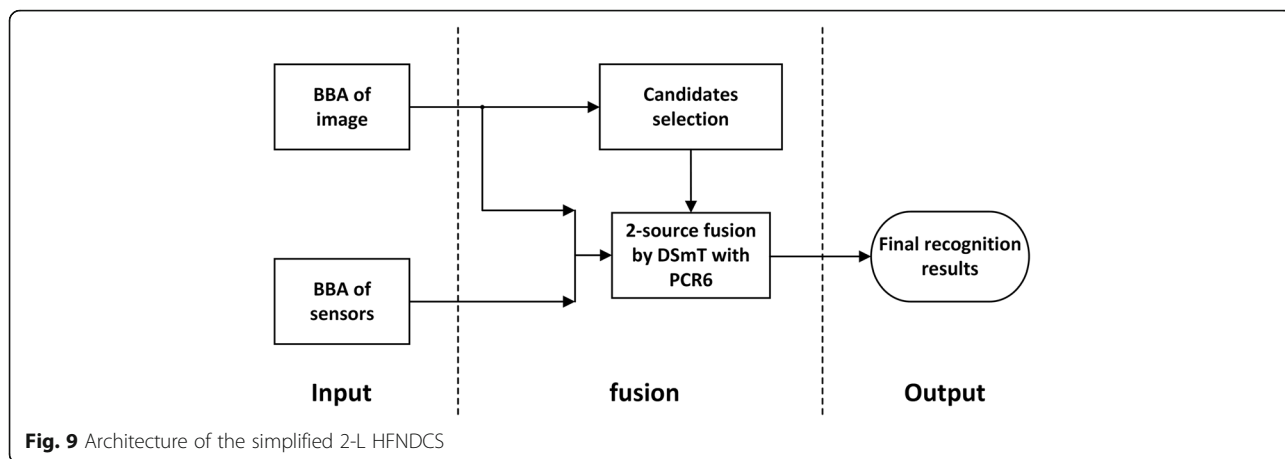 BBA of
image
Candidates
selection
2-source fusion
by DSmT with
PCR6
Final recognition
results
BBA of
sensors
Input
fusion
Output
Fig. 9 Architecture of the simplified 2-L HFNDCS